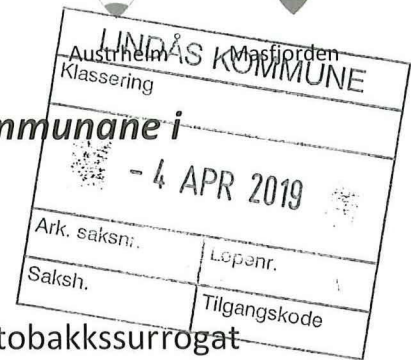 Austrheim Masfjorden
LINDÅS KOMMUNE
Klassering
mmunane i
- 4 APR 2019
Ark. saksnr.
Løpenr.
Saksh.
Tilgangskode
tobakkssurrogat